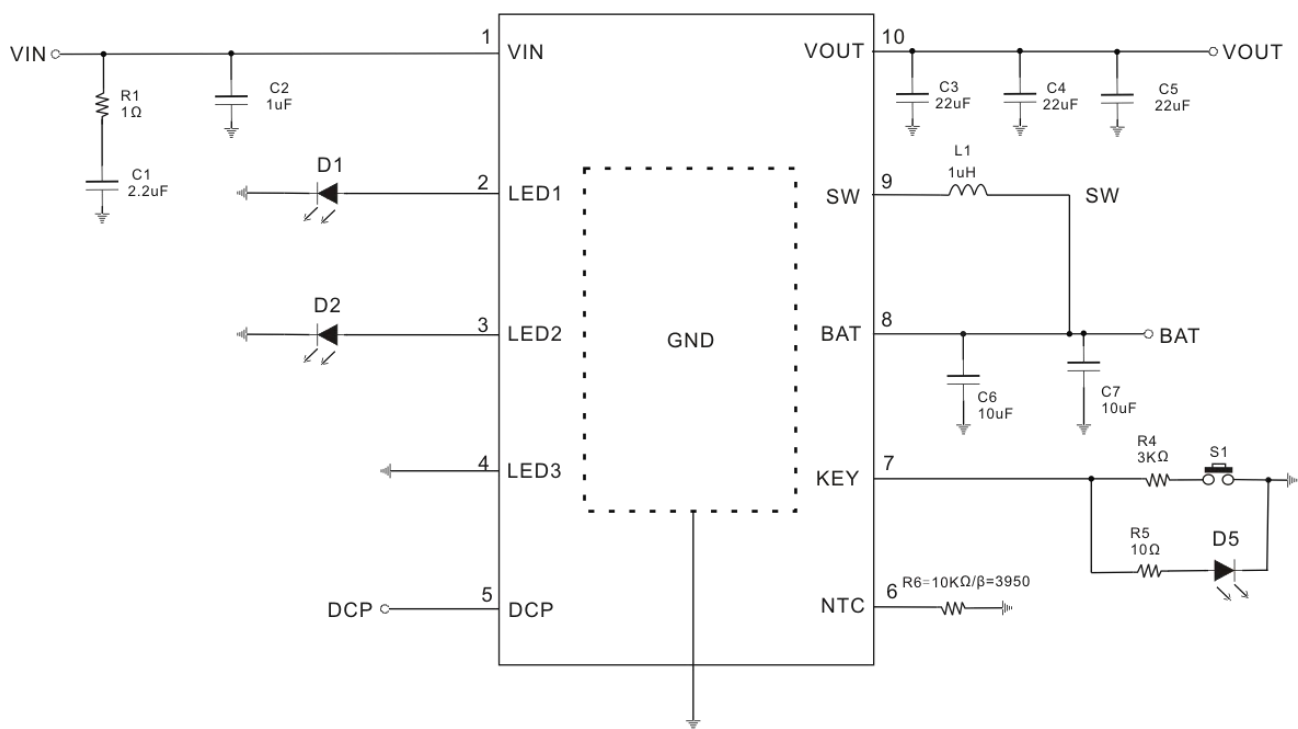 VIN
1
VIN
R1
1Ω
C2
1uF
C1
2.2uF
D1
2
LED1
D2
3
LED2
4
LED3
DCP
5
DCP
GND
VOUT
10
VOUT
C3
22uF
C4
22uF
C5
22uF
L1
1uH
SW
9
SW
BAT
8
BAT
C6
10uF
C7
10uF
KEY
7
R4
3KΩ
S1
R5
10Ω
D5
NTC
6
R6=10KΩ/β=3950